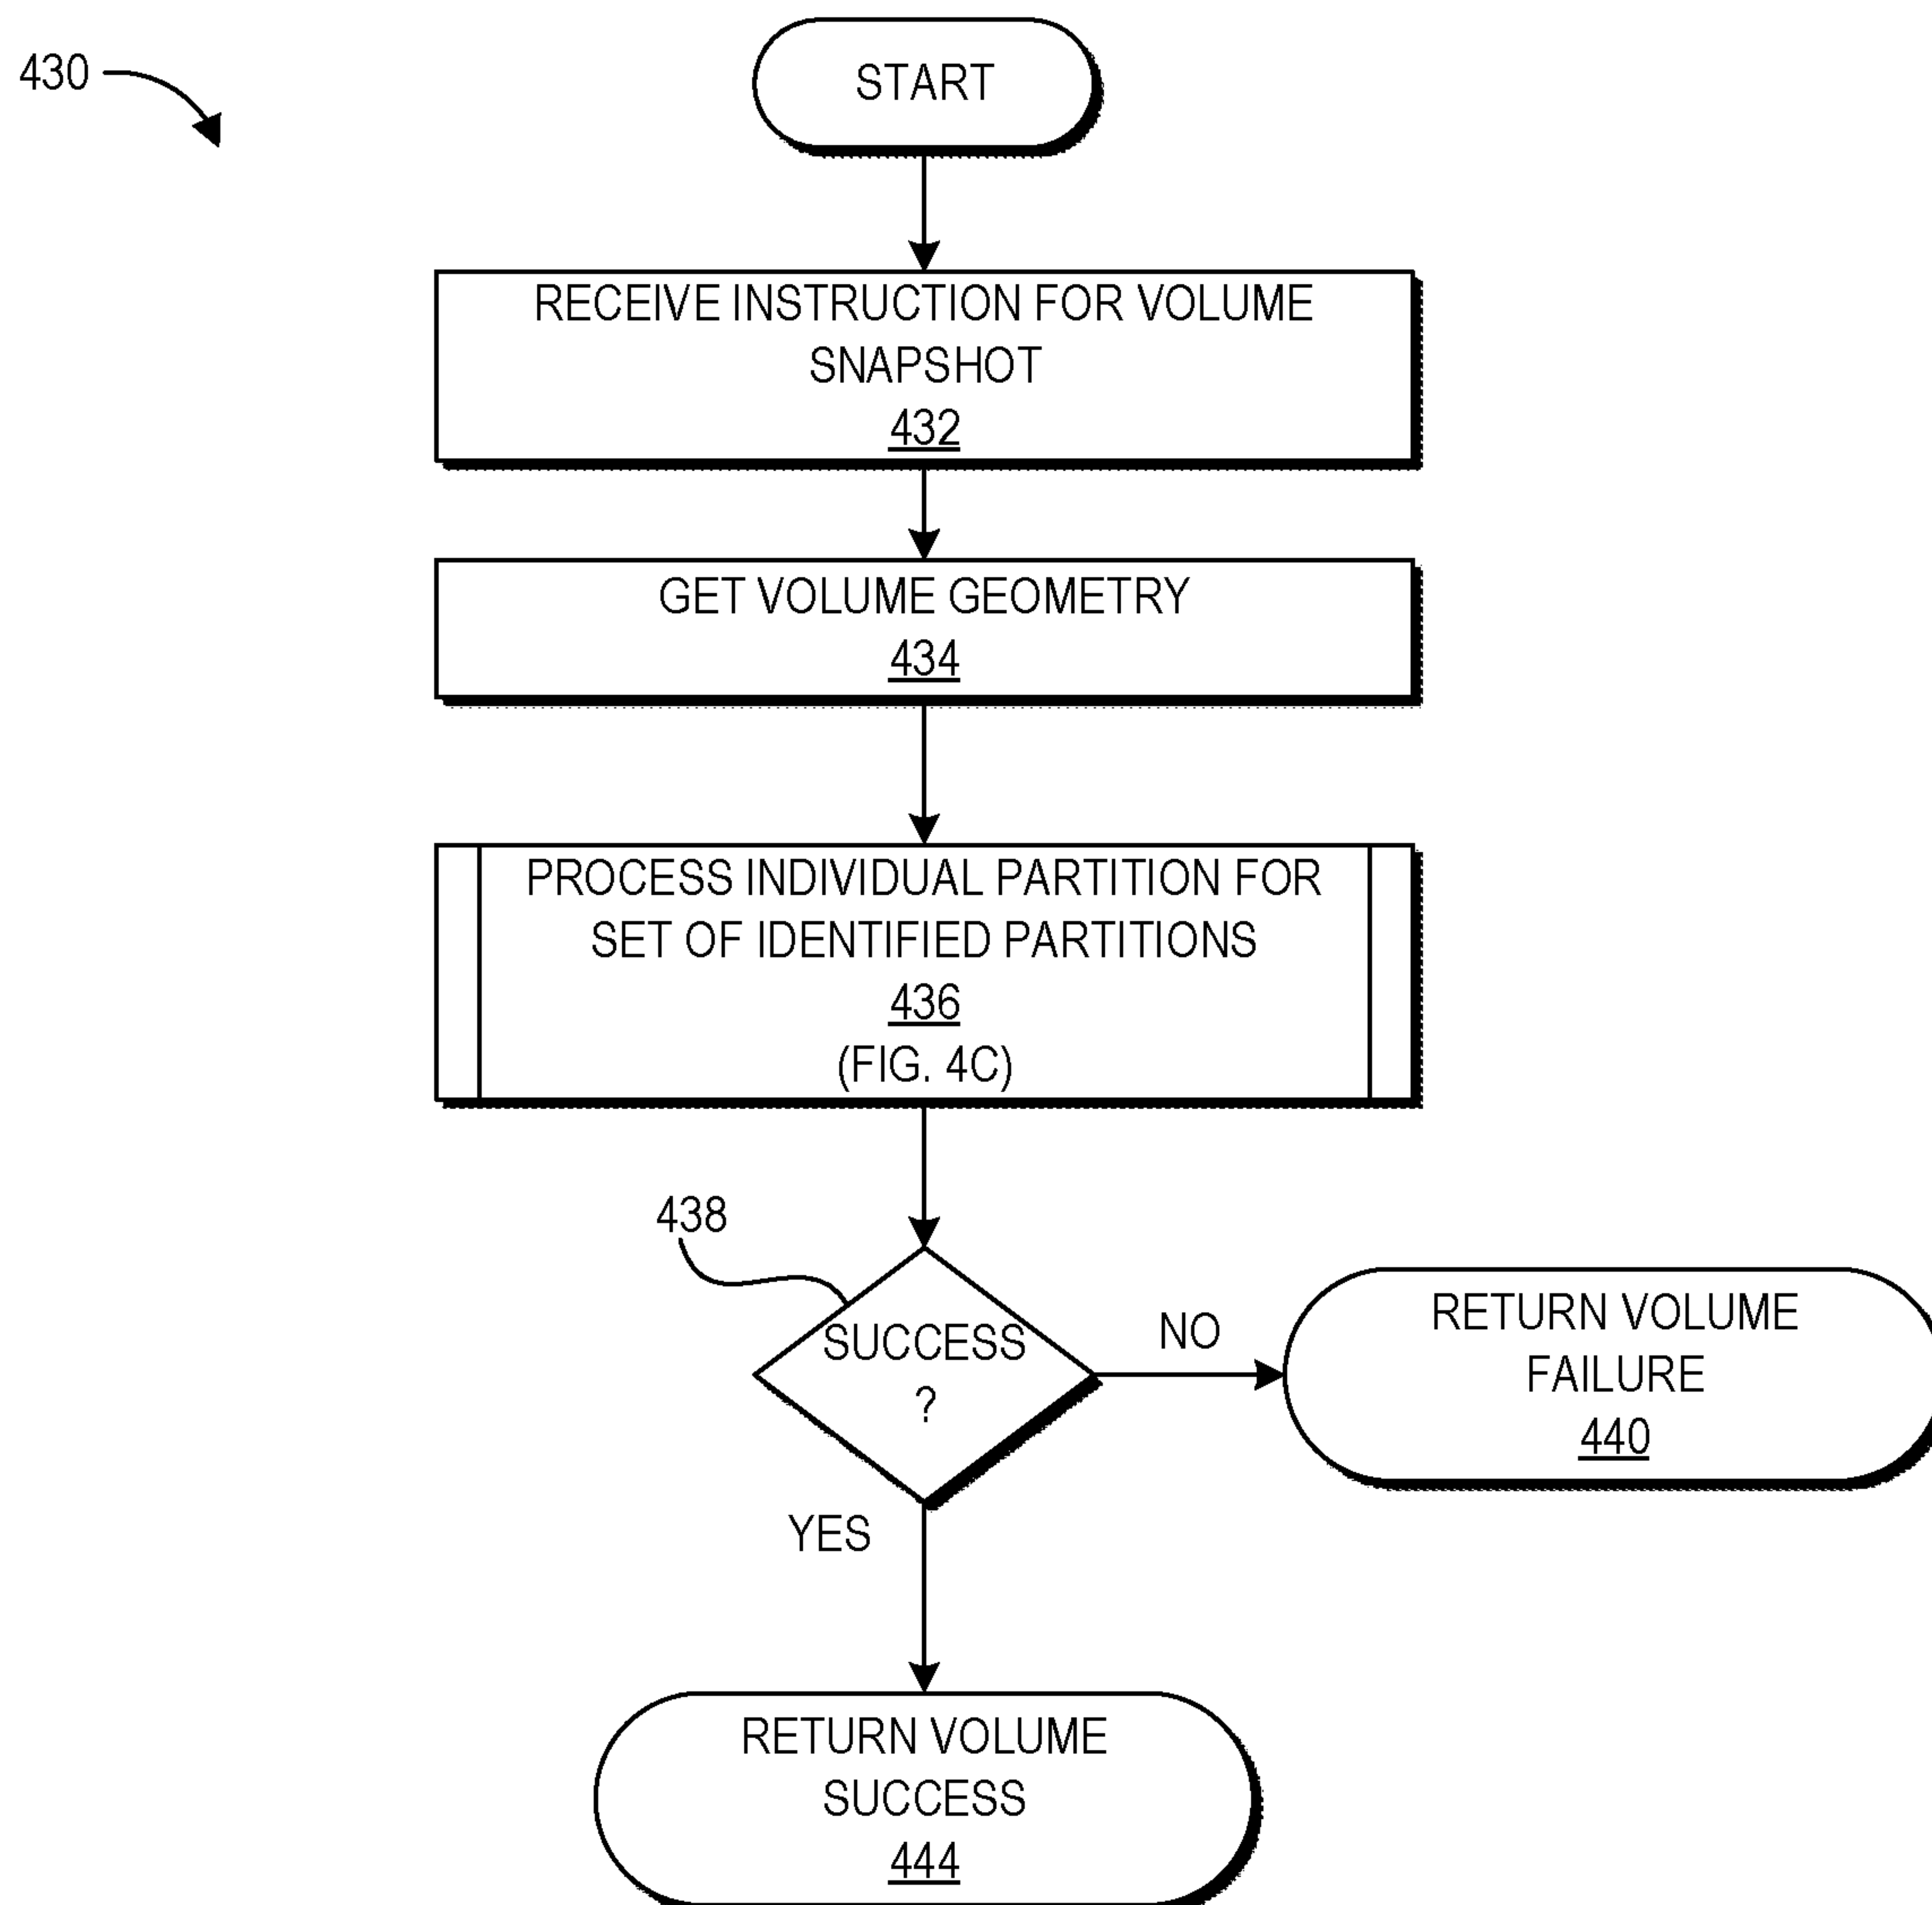 430
START
RECEIVE INSTRUCTION FOR VOLUME
SNAPSHOT
432
GET VOLUME GEOMETRY
434
PROCESS INDIVIDUAL PARTITION FOR
SET OF IDENTIFIED PARTITIONS
436
(FIG. 4C)
438
SUCCESS
?
NO
RETURN VOLUME
FAILURE
440
YES
RETURN VOLUME
SUCCESS
444